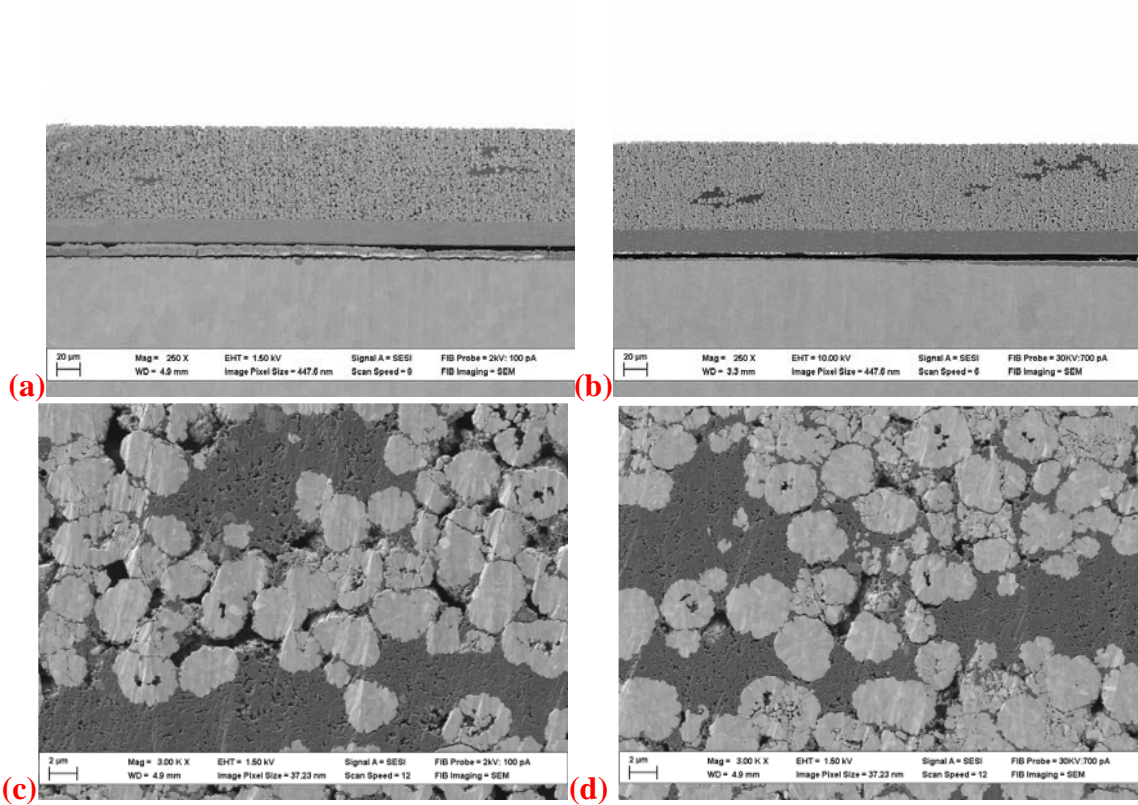 20 µm Mag = 250 X EHT = 1.50 kV Signal A = SESI FIB Probe = 2kV: 100 pA
WD = 4.9 mm Image Pixel Size = 447.6 nm Scan Speed = 9 FIB Imaging = SEM
(a)
20 µm Mag = 250 X EHT = 10.00 kV Signal A = SESI FIB Probe = 30KV:700 pA
WD = 3.3 mm Image Pixel Size = 447.6 nm Scan Speed = 6 FIB Imaging = SEM
(b)
2 µm Mag = 3.00 K X EHT = 1.50 kV Signal A = SESI FIB Probe = 2kV: 100 pA
WD = 4.9 mm Image Pixel Size = 37.23 nm Scan Speed = 12 FIB Imaging = SEM
(c)
2 µm Mag = 3.00 K X EHT = 1.50 kV Signal A = SESI FIB Probe = 30KV:700 pA
WD = 4.9 mm Image Pixel Size = 37.23 nm Scan Speed = 12 FIB Imaging = SEM
(d)